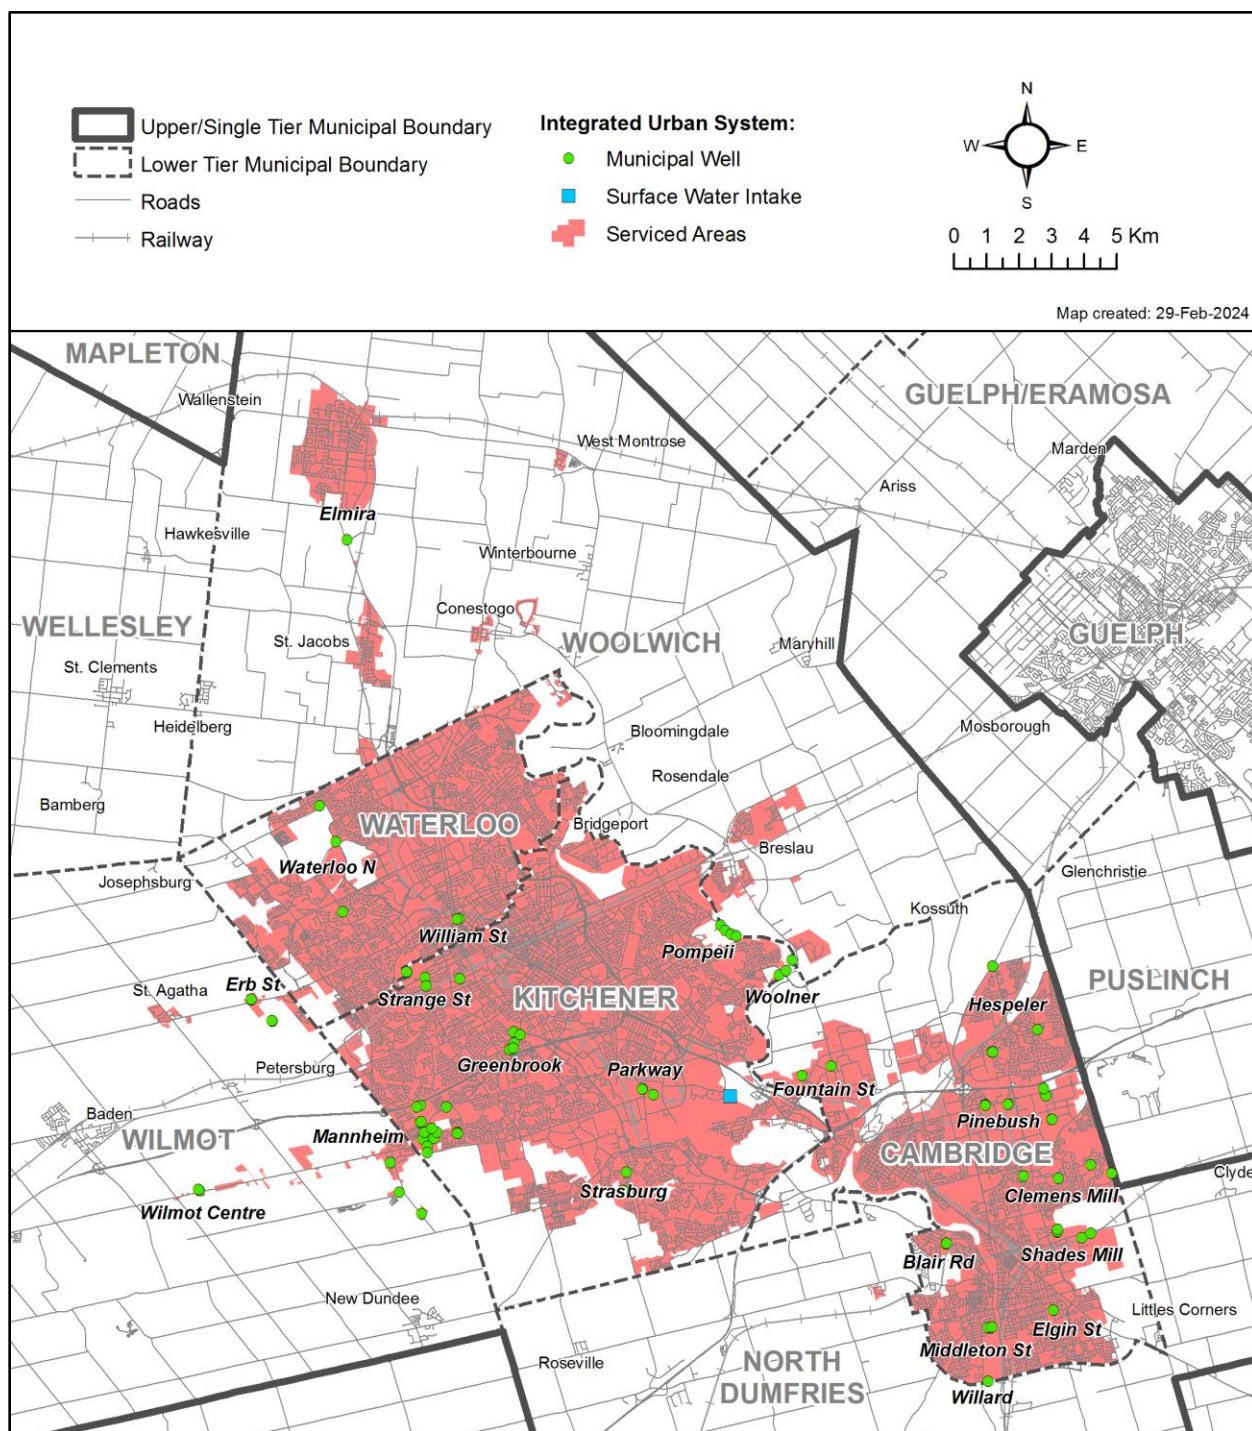 Upper/Single Tier Municipal Boundary
Lower Tier Municipal Boundary
Roads
Railway
Integrated Urban System:
Municipal Well
Surface Water Intake
Serviced Areas
N
W
E
S
0 1 2 3 4 5 Km
Map created: 29-Feb-2024
MAPLETON
Wallenstein
GUELPH/ERAMOSA
West Montrose
Marden
Ariss
Elmira
Hawkesville
Winterbourne
Conestogo
WELLESLEY
St. Jacobs
WOOLWICH
Maryhill
GUELPH
St. Clements
Heidelberg
Bloomingdale
Mosborough
Rosendale
Bamberg
WATERLOO
Bridgeport
Breslau
Waterloo N
Josephsburg
Glenchristie
Kossuth
William St
Pompeii
Erb St
St. Agatha
Strange St
KITCHENER
Woolner
Hespeler
PUSLINCH
Petersburg
Greenbrook
Parkway
Fountain St
Baden
WILMOT
Mannheim
Pinebush
CAMBRIDGE
Clyde
Strasburg
Clemens Mill
Wilmot Centre
Blair Rd
Shades Mill
New Dundee
Littles Corners
Elgin St
Middleton St
Roseville
NORTH
DUMFRIES
Willard